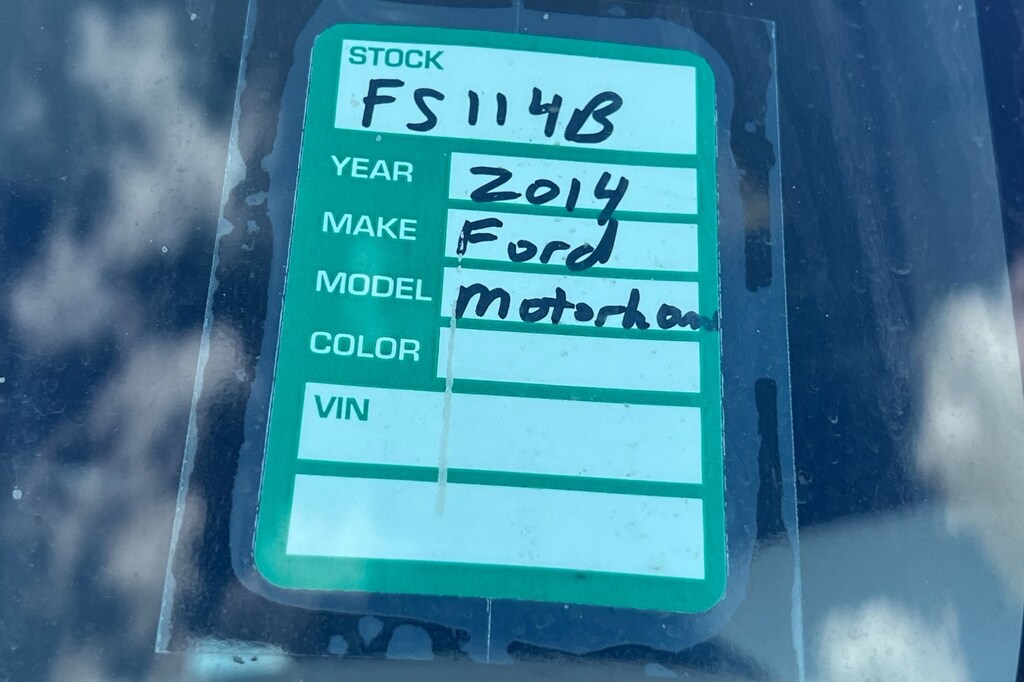 STOCK
FS114B
YEAR 2014
MAKE Ford
MODEL Motorhom
COLOR
VIN